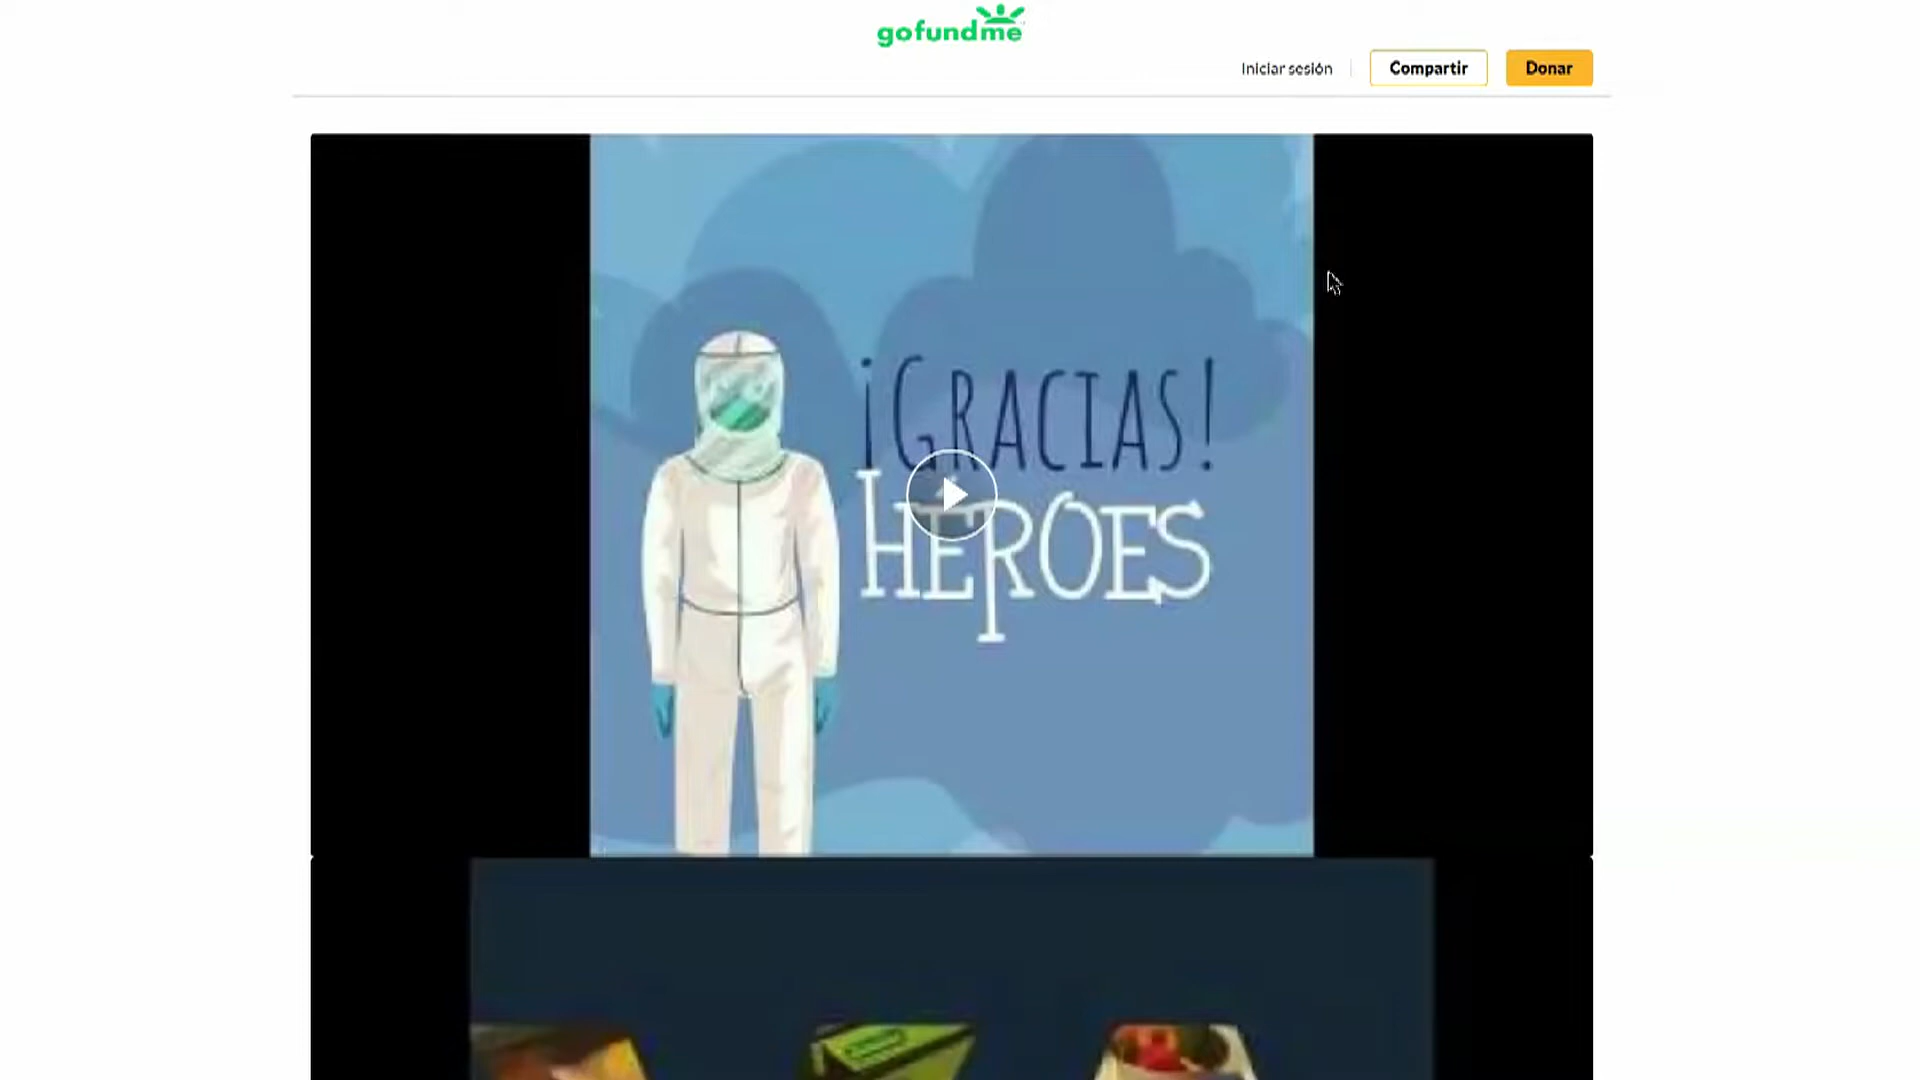 gofundme
Iniciar sesión
Compartir
Donar
¡GRACIAS!
HÉROES